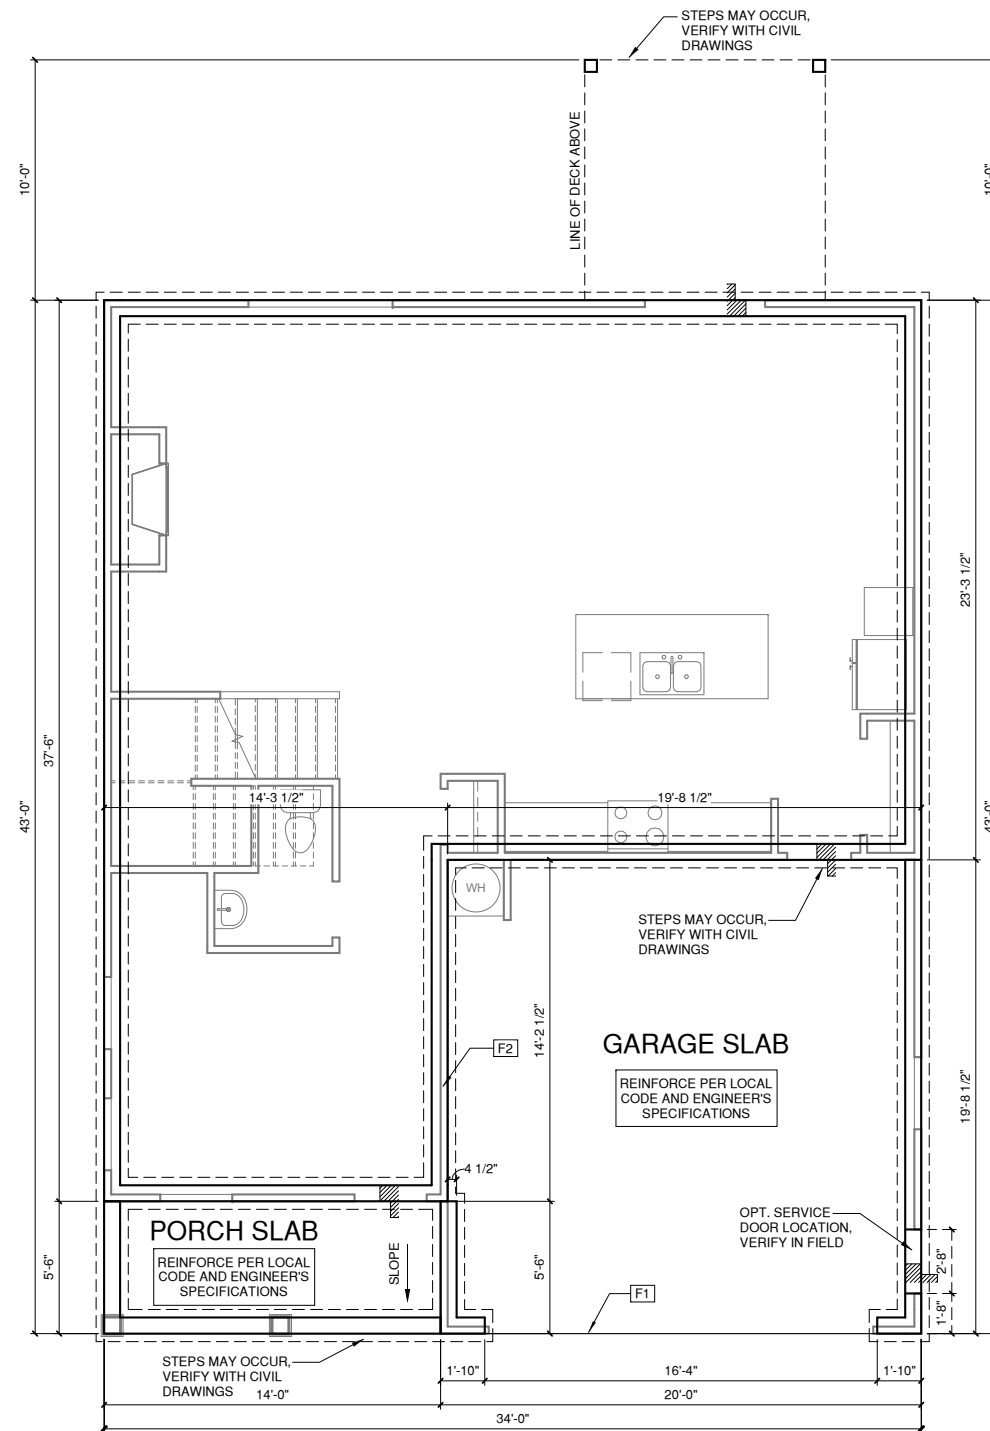 STEPS MAY OCCUR,
VERIFY WITH CIVIL
DRAWINGS
10'-0"
LINE OF DECK ABOVE
10'-0"
43'-0"
37'-6"
23'-3 1/2"
43'-0"
14'-3 1/2"
19'-8 1/2"
WH
STEPS MAY OCCUR,
VERIFY WITH CIVIL
DRAWINGS
14'-2 1/2"
F2
GARAGE SLAB
REINFORCE PER LOCAL
CODE AND ENGINEER'S
SPECIFICATIONS
19'-8 1/2"
4 1/2"
PORCH SLAB
REINFORCE PER LOCAL
CODE AND ENGINEER'S
SPECIFICATIONS
SLOPE
5'-6"
5'-6"
OPT. SERVICE
DOOR LOCATION,
VERIFY IN FIELD
2'-8"
1'-8"
F1
STEPS MAY OCCUR,
VERIFY WITH CIVIL
DRAWINGS
1'-10"
16'-4"
1'-10"
14'-0"
20'-0"
34'-0"